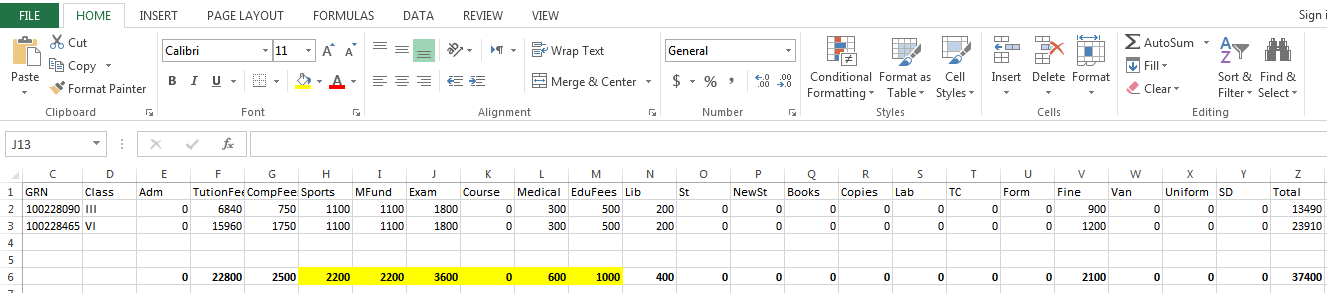 FILE HOME INSERT PAGE LAYOUT FORMULAS DATA REVIEW VIEW Sign i
Cut
Copy
Format Painter
Paste
Clipboard
Calibri 11 A A
B I U A
Font
Wrap Text
Merge & Center
Alignment
General
$ % , .0 .00 .00 .0
Number
Conditional Formatting
Format as Table
Cell Styles
Styles
Insert Delete Format
Cells
AutoSum
Fill
Clear
Sort & Filter
Find & Select
Editing
J13 fx
C D E F G H I J K L M N O P Q R S T U V W X Y Z
1 GRN Class Adm TutionFee CompFees Sports MFund Exam Course Medical EduFees Lib St NewSt Books Copies Lab TC Form Fine Van Uniform SD Total
2 100228090 III 0 6840 750 1100 1100 1800 0 300 500 200 0 0 0 0 0 0 0 900 0 0 0 13490
3 100228465 VI 0 15960 1750 1100 1100 1800 0 300 500 200 0 0 0 0 0 0 0 1200 0 0 0 23910
4
5
6 0 22800 2500 2200 2200 3600 0 600 1000 400 0 0 0 0 0 0 0 2100 0 0 0 37400